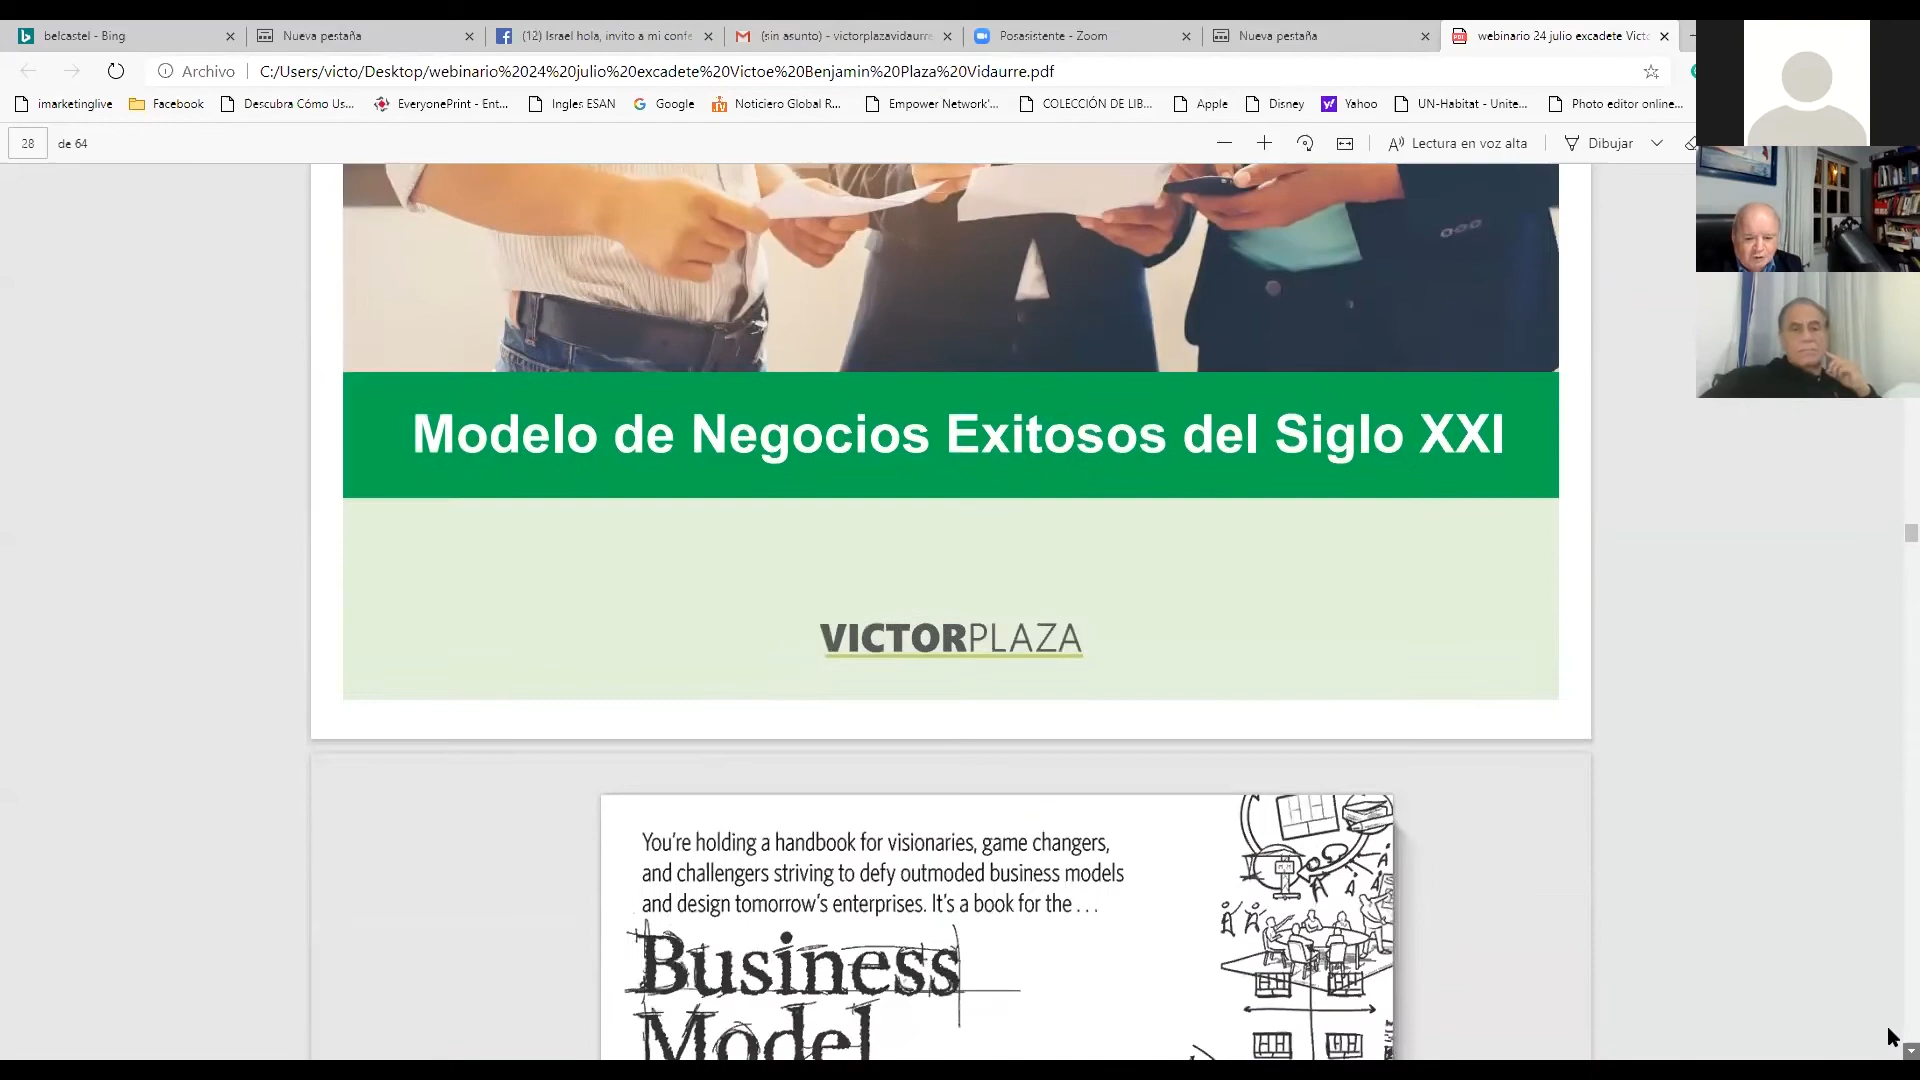 belcastel - Bing
Nueva pestaña
(12) Israel hola, invito a mi confe
(sin asunto) - victorplazavidaurre
Posasistente - Zoom
Nueva pestaña
webinario 24 julio excadete Victo
Archivo
C:/Users/victo/Desktop/webinario%2024%20julio%20excadete%20Victoe%20Benjamin%20Plaza%20Vidaurre.pdf
imarketinglive
Facebook
Descubra Cómo Us...
EveryonePrint - Ent...
Ingles ESAN
Google
Noticiero Global R...
Empower Network'...
COLECCIÓN DE LIB...
Apple
Disney
Yahoo
UN-Habitat - Unite...
Photo editor online...
28 de 64
Lectura en voz alta
Dibujar
Modelo de Negocios Exitosos del Siglo XXI
VICTORPLAZA
You're holding a handbook for visionaries, game changers,
and challengers striving to defy outmoded business models
and design tomorrow's enterprises. It's a book for the . . .
Business
Model